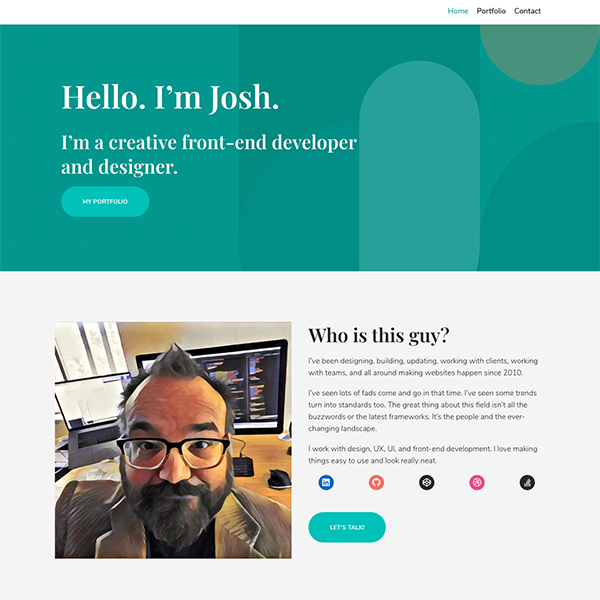 Home Portfolio Contact
Hello. I’m Josh.
I’m a creative front-end developer
and designer.
MY PORTFOLIO
Who is this guy?
I’ve been designing, building, updating, working with clients, working
with teams, and all around making websites happen since 2010.
I’ve seen lots of fads come and go in that time. I’ve seen some trends
turn into standards too. The great thing about this field isn’t all the
buzzwords or the latest frameworks. It’s the people and the ever-
changing landscape.
I work with design, UX, UI, and front-end development. I love making
things easy to use and look really neat.
in
LET’S TALK!